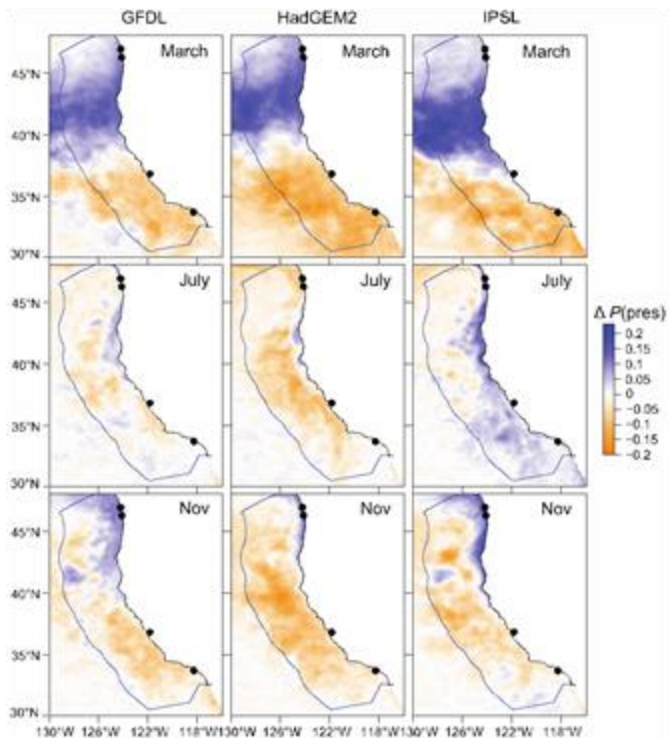 GFDL HadGEM2 IPSL
March March March
45°N
40°N
35°N
30°N
July July July
45°N
40°N
35°N
30°N
Δ P(pres)
0.2
0.15
0.1
0.05
0
-0.05
-0.1
-0.15
-0.2
Nov Nov Nov
45°N
40°N
35°N
30°N
130°W 126°W 122°W 118°W 130°W 126°W 122°W 118°W 130°W 126°W 122°W 118°W